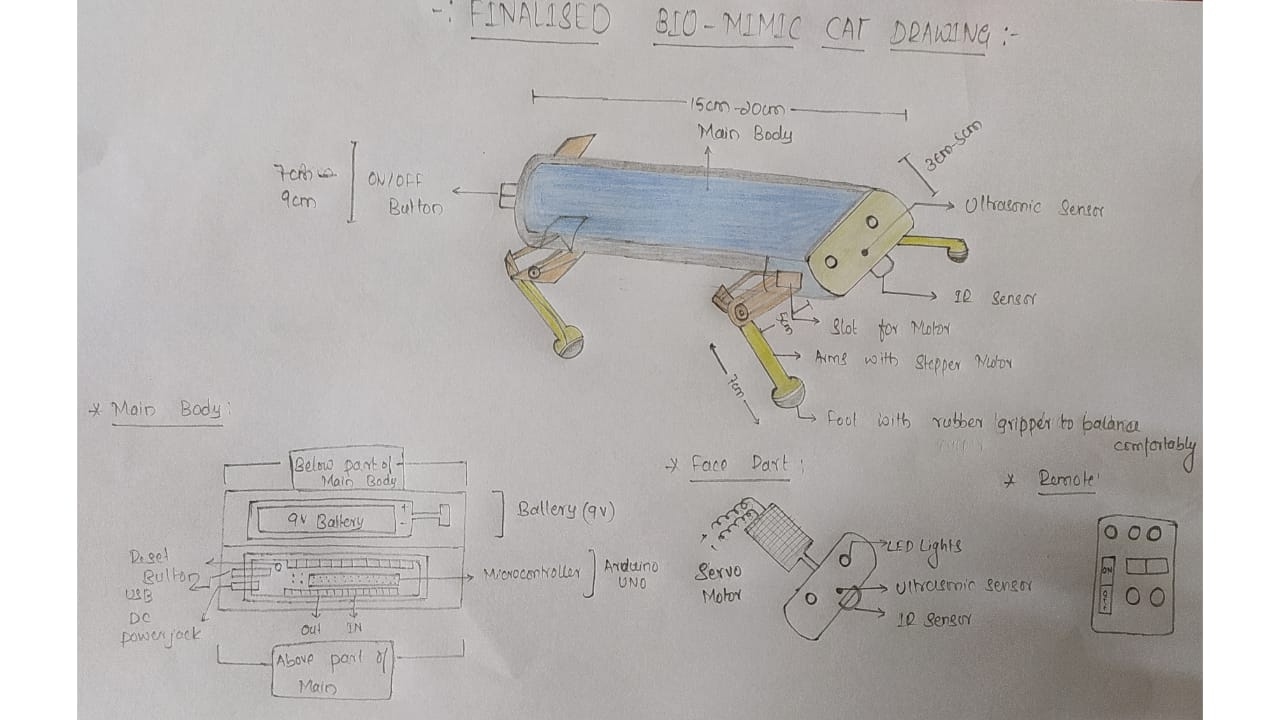 -: FINALISED BIO-MIMIC CAT DRAWING :-
15cm-20cm
Main Body
3cm-5cm
7cm
9cm
ON/OFF
Button
Ultrasonic Sensor
IR Sensor
Slot for Motor
Arms with Stepper Motor
7cm
Foot with rubber gripper to balance
comfortably
* Main Body:
Below part of
Main Body
9v Battery
+
-
Battery (9v)
Reset
Button
USB
DC
powerjack
Microcontroller
Arduino
UNO
Out IN
Above part of
Main
* Face Part:
Servo
Motor
LED Lights
Ultrasonic Sensor
IR Sensor
* Remote:
ON